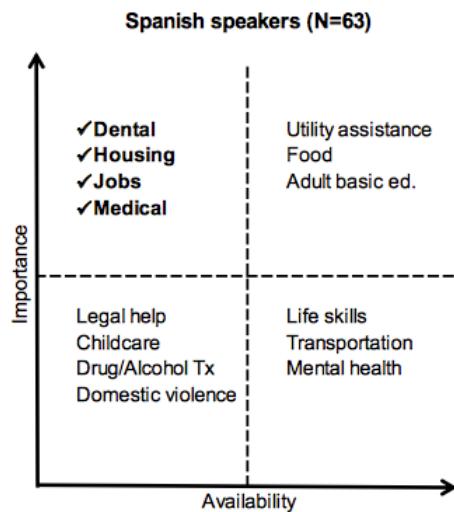 Spanish speakers (N=63)
Importance
✓Dental
✓Housing
✓Jobs
✓Medical
Utility assistance
Food
Adult basic ed.
Legal help
Childcare
Drug/Alcohol Tx
Domestic violence
Life skills
Transportation
Mental health
Availability